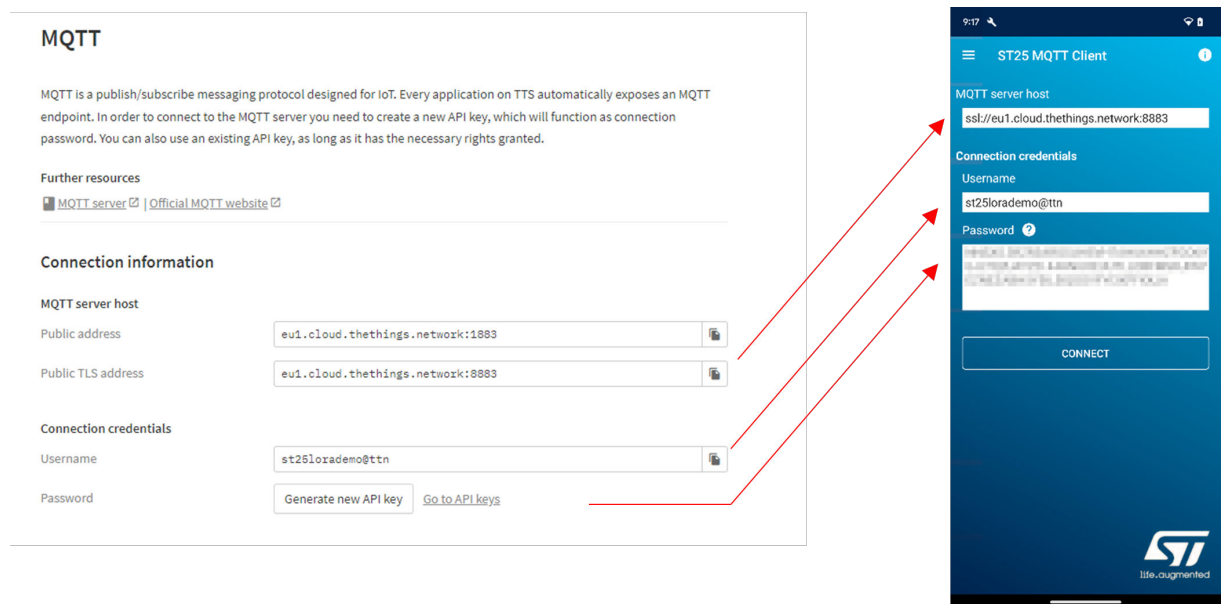 MQTT
MQTT is a publish/subscribe messaging protocol designed for IoT. Every application on TTS automatically exposes an MQTT
endpoint. In order to connect to the MQTT server you need to create a new API key, which will function as connection
password. You can also use an existing API key, as long as it has the necessary rights granted.
Further resources
MQTT server | Official MQTT website
Connection information
MQTT server host
Public address eu1.cloud.thethings.network:1883
Public TLS address eu1.cloud.thethings.network:8883
Connection credentials
Username st25lorademo@ttn
Password Generate new API key Go to API keys
9:17
ST25 MQTT Client
MQTT server host
ssl://eu1.cloud.thethings.network:8883
Connection credentials
Username
st25lorademo@ttn
Password ?
CONNECT
ST
life.augmented